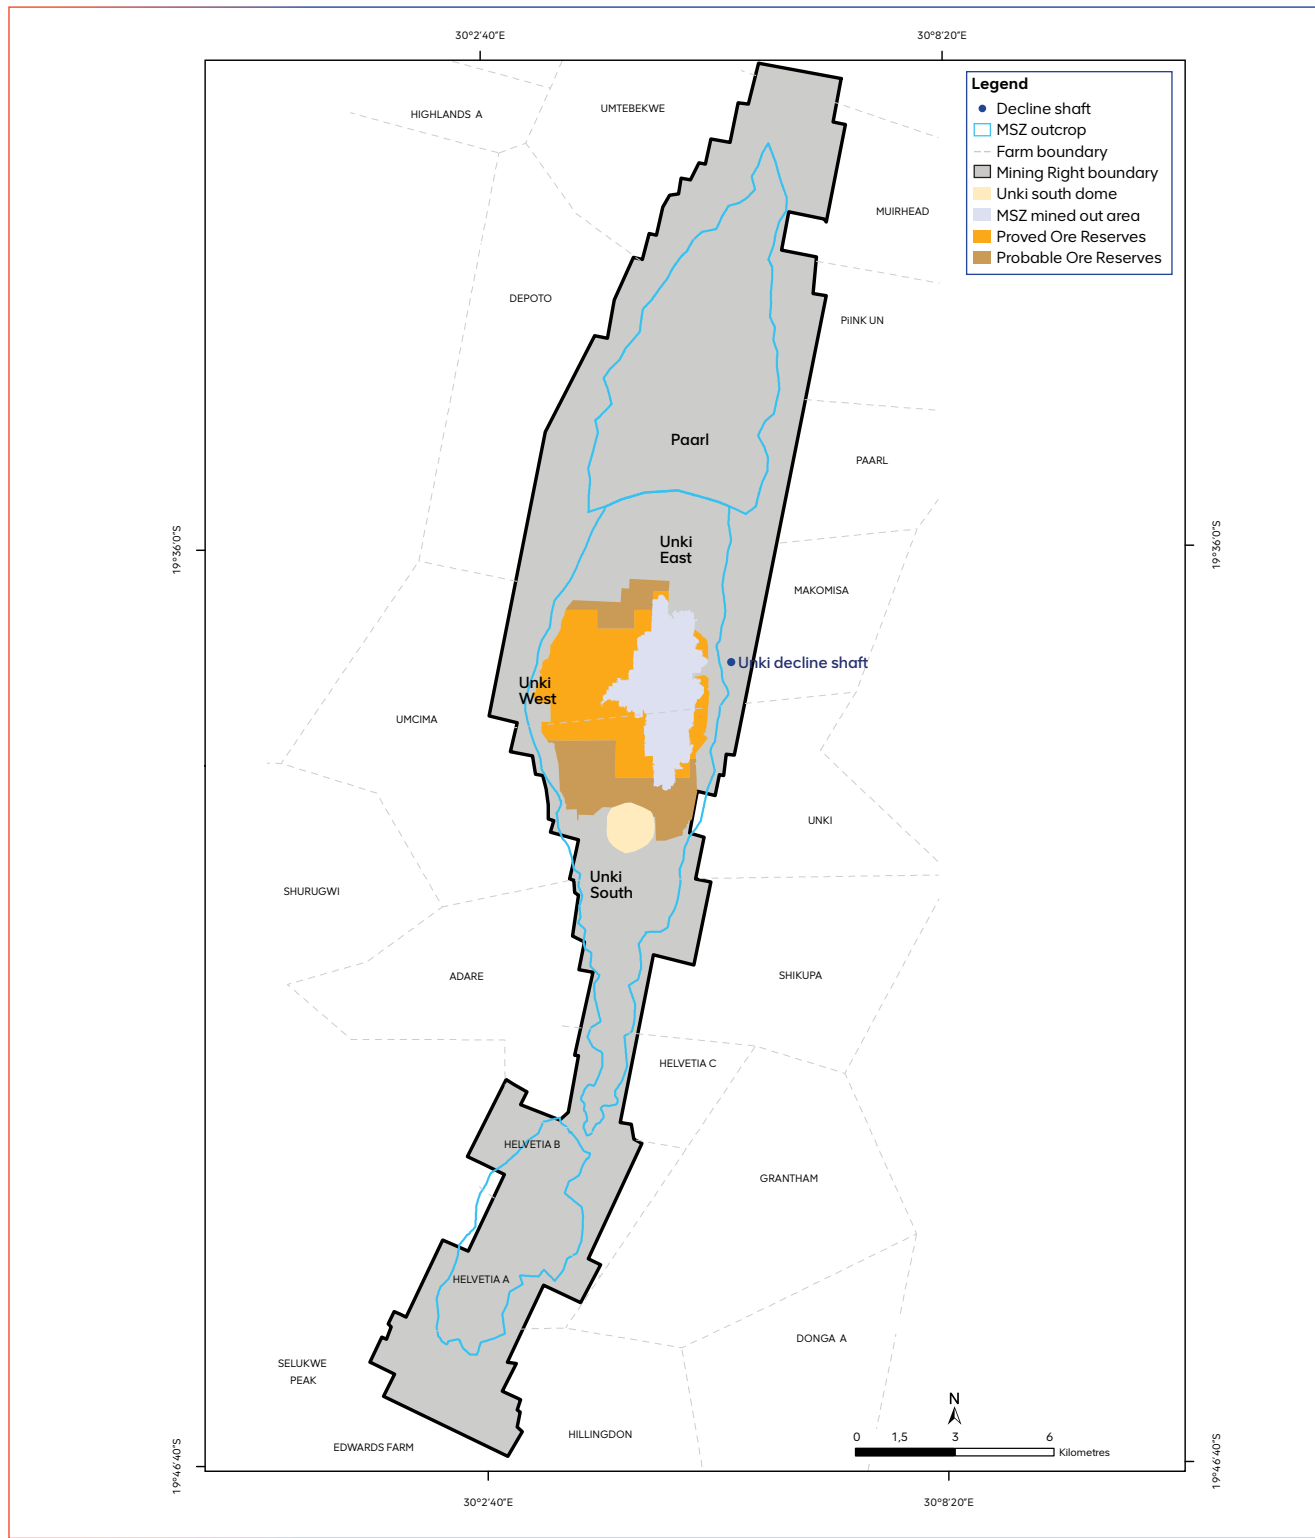 30°2'40"E
30°8'20"E
Legend
Decline shaft
MSZ outcrop
Farm boundary
Mining Right boundary
Unki south dome
MSZ mined out area
Proved Ore Reserves
Probable Ore Reserves
HIGHLANDS A
UMTEBEKWE
MUIRHEAD
DEPOTO
PiINK UN
Paarl
PAARL
19°36'0"S
19°36'0"S
Unki
East
MAKOMISA
Unki decline shaft
Unki
West
UMCIMA
UNKI
Unki
South
SHURUGWI
ADARE
SHIKUPA
HELVETIA C
HELVETIA B
GRANTHAM
HELVETIA A
DONGA A
SELUKWE
PEAK
N
HILLINGDON
EDWARDS FARM
0 1,5 3 6
Kilometres
19°46'40"S
19°46'40"S
30°2'40"E
30°8'20"E